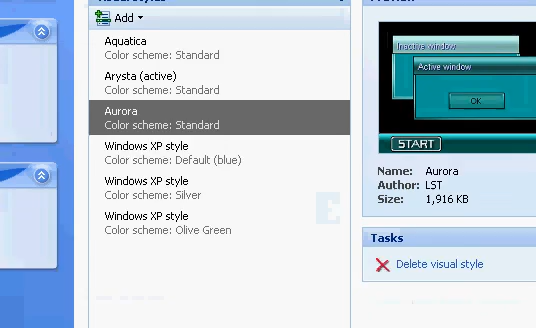 Add
Aquatica
Color scheme: Standard
Arysta (active)
Color scheme: Standard
Aurora
Color scheme: Standard
Windows XP style
Color scheme: Default (blue)
Windows XP style
Color scheme: Silver
Windows XP style
Color scheme: Olive Green
E
Inactive window
Active window
OK
START
Name: Aurora
Author: LST
Size: 1,916 KB
Tasks
Delete visual style